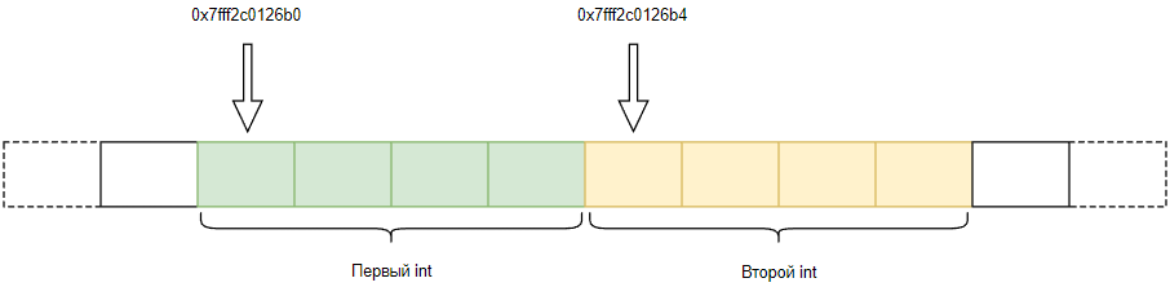 0x7fff2c0126b0
0x7fff2c0126b4
Первый int
Второй int